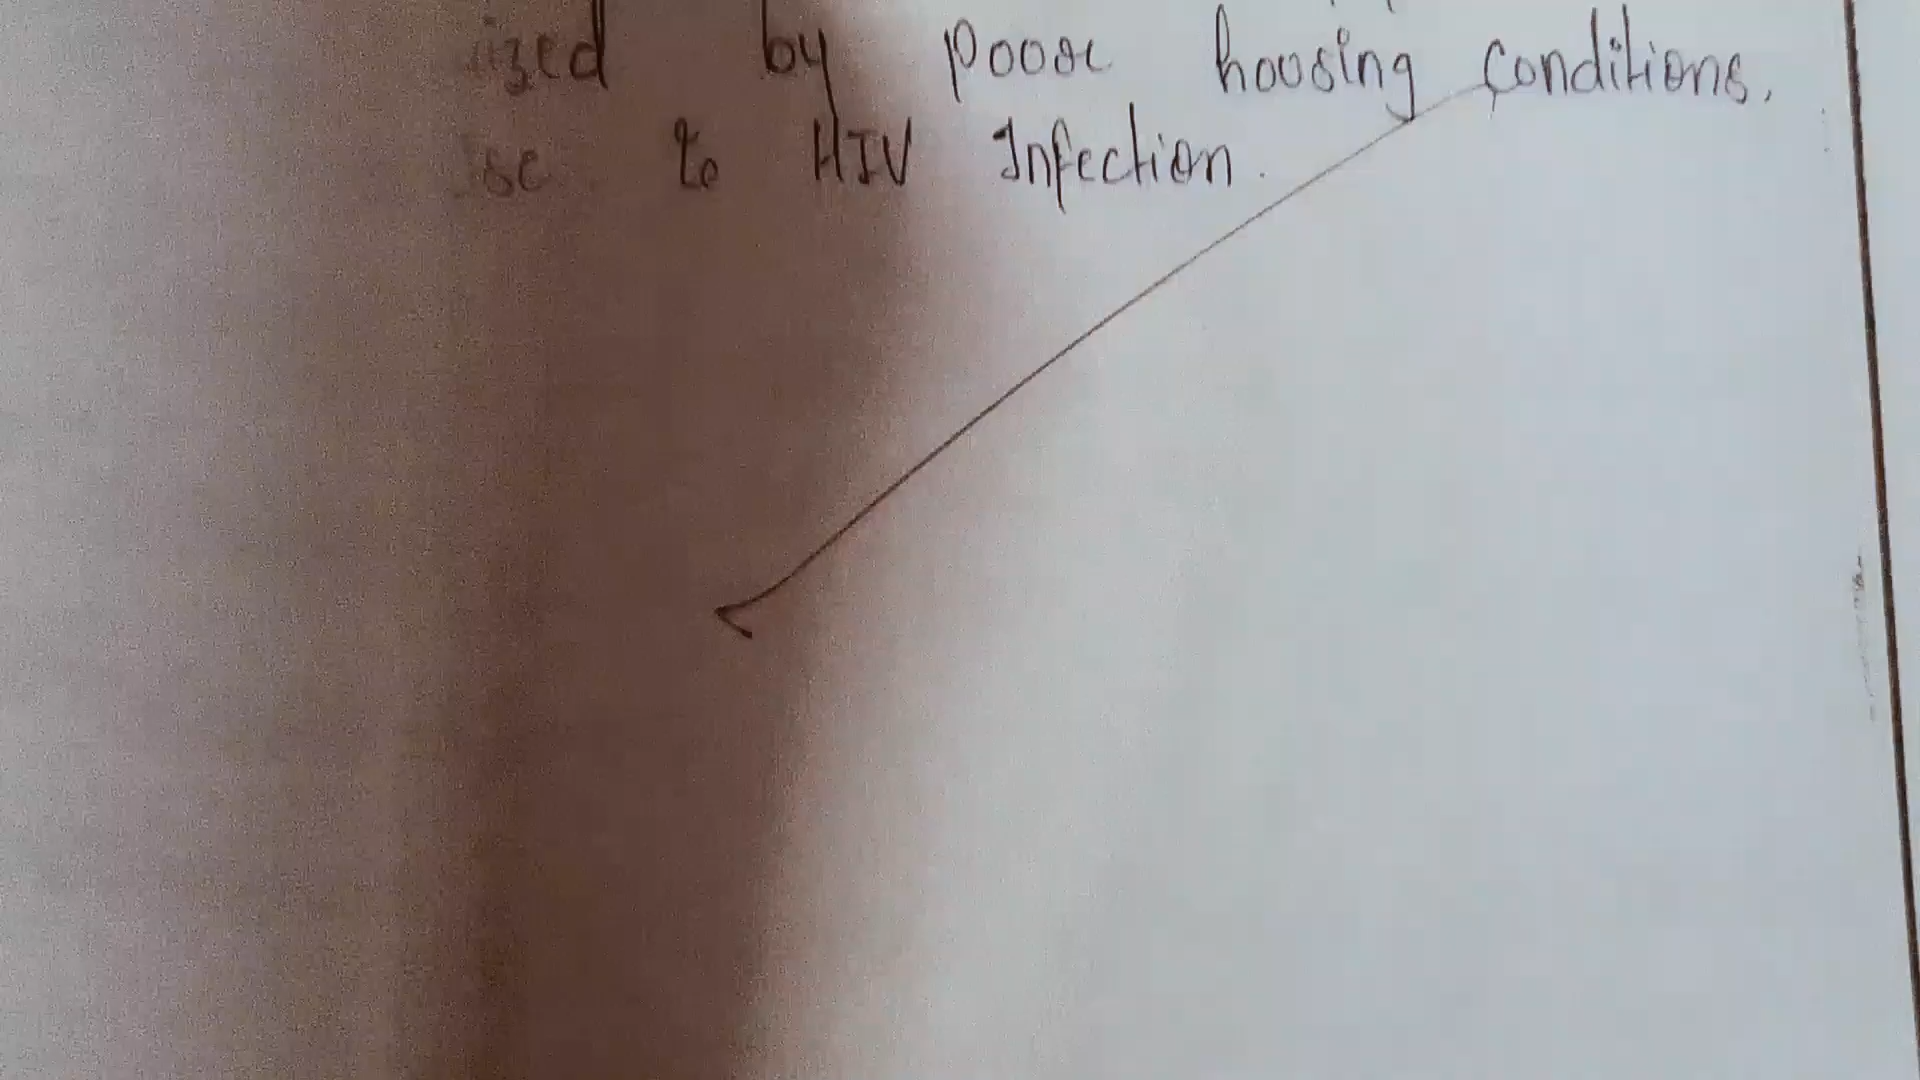 ized by poor housing conditions.
se to HIV Infection.